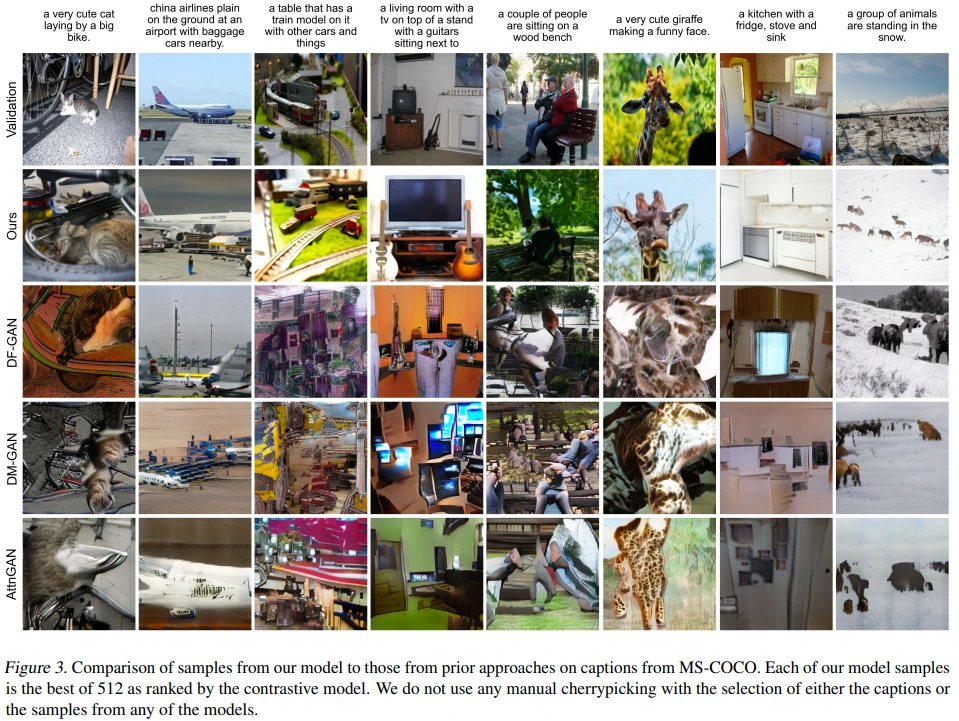 a very cute cat
laying by a big
bike.
china airlines plain
on the ground at an
airport with baggage
cars nearby.
a table that has a
train model on it
with other cars and
things
a living room with a
tv on top of a stand
with a guitars
sitting next to
a couple of people
are sitting on a
wood bench
a very cute giraffe
making a funny face.
a kitchen with a
fridge, stove and
sink
a group of animals
are standing in the
snow.
Validation
Ours
DF-GAN
DM-GAN
AttnGAN
Figure 3. Comparison of samples from our model to those from prior approaches on captions from MS-COCO. Each of our model samples
is the best of 512 as ranked by the contrastive model. We do not use any manual cherrypicking with the selection of either the captions or
the samples from any of the models.